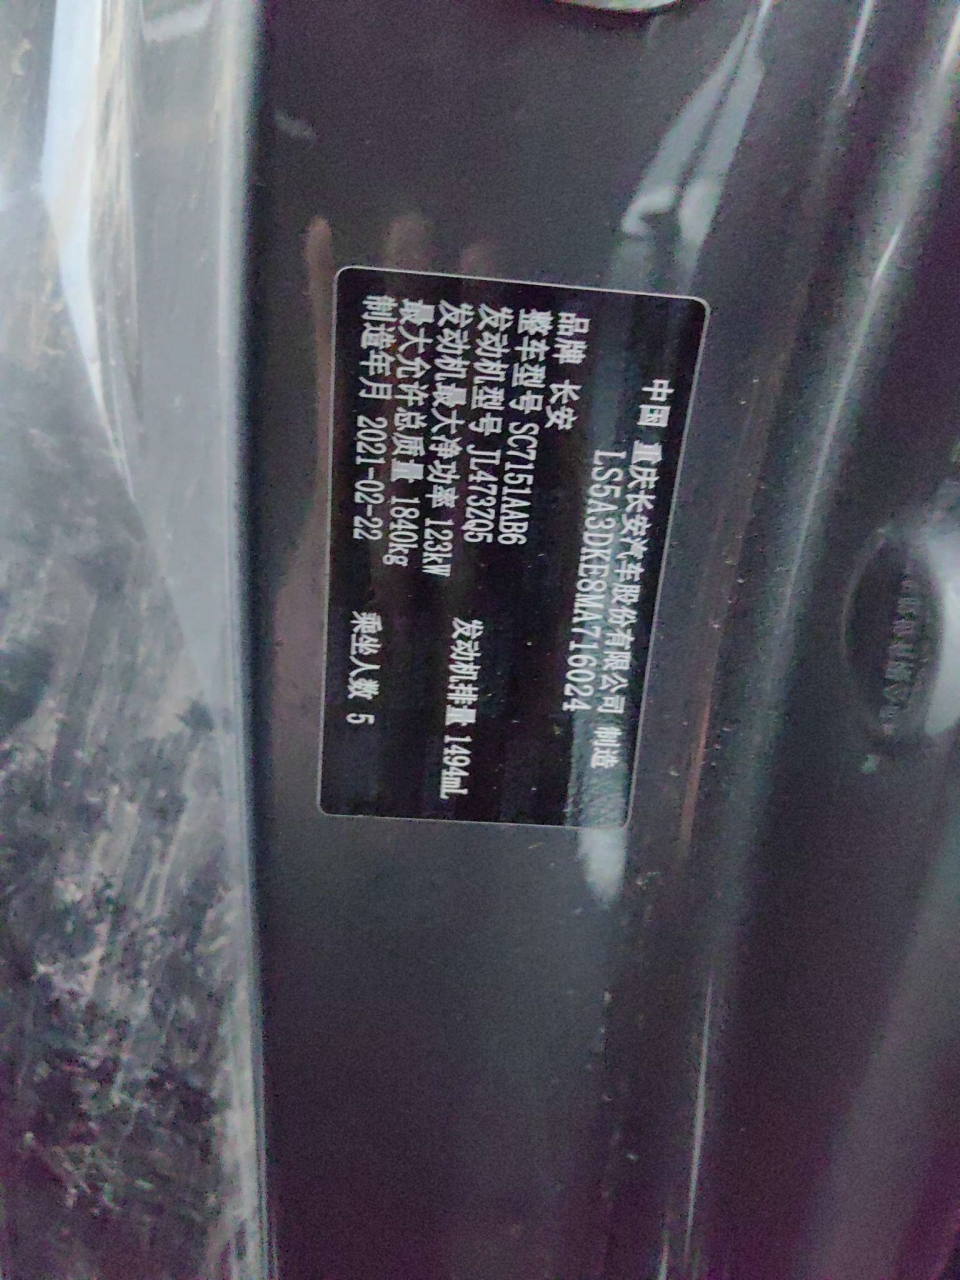 中国 重庆长安汽车股份有限公司 制造
LS5A3DKE8MA716024
品牌 长安
整车型号 SC7151AAB6
发动机型号 JL473ZQ5
发动机最大净功率 123kW 发动机排量 1494mL
最大允许总质量 1840kg
制造年月 2021-02-22 乘坐人数 5